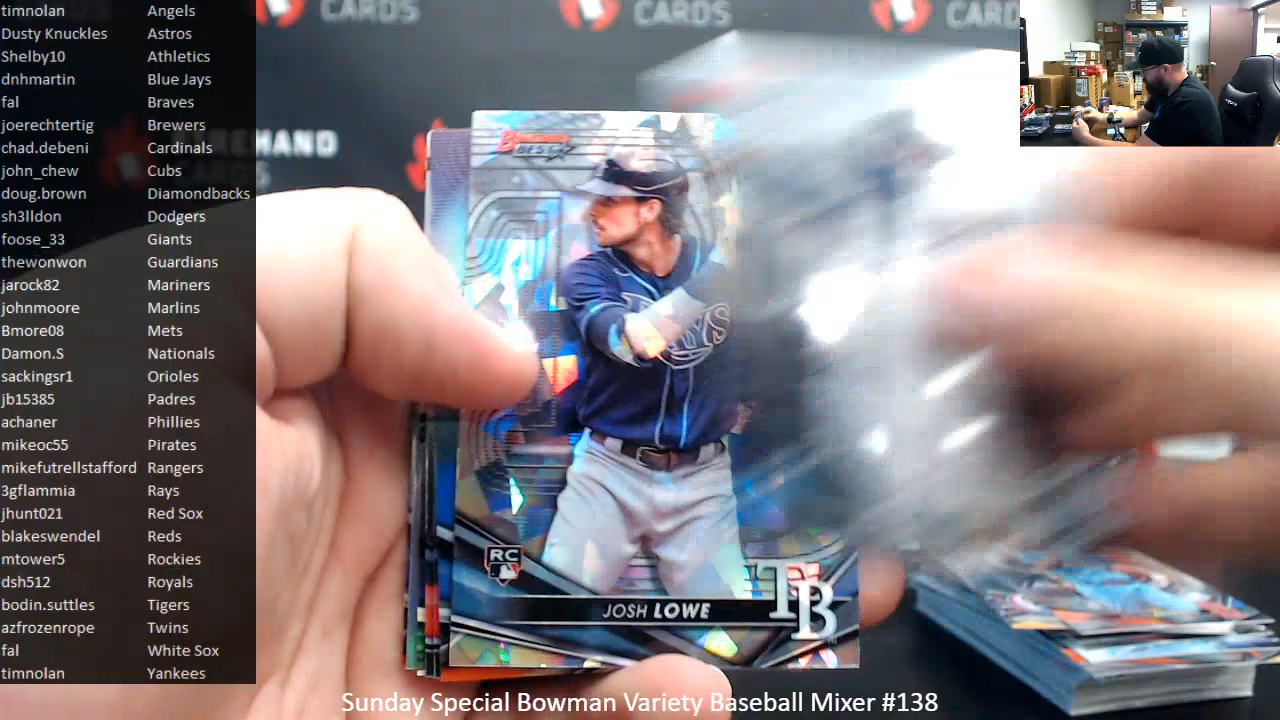 timnolan Angels
Dusty Knuckles Astros
Shelby10 Athletics
dnhmartin Blue Jays
fal Braves
joerechtertig Brewers
chad.debeni Cardinals
john_chew Cubs
doug.brown Diamondbacks
sh3lldon Dodgers
foose_33 Giants
thewonwon Guardians
jarock82 Mariners
johnmoore Marlins
Bmore08 Mets
Damon.S Nationals
sackingsr1 Orioles
jb15385 Padres
achaner Phillies
mikeoc55 Pirates
mikefutrellstafford Rangers
3gflammia Rays
jhunt021 Red Sox
blakeswendel Reds
mtower5 Rockies
dsh512 Royals
bodin.suttles Tigers
azfrozenrope Twins
fal White Sox
timnolan Yankees
CARDS
CARDS
CARD
BOWMAN'S BEST
RAYS
RC
JOSH LOWE
TB
Sunday Special Bowman Variety Baseball Mixer #138